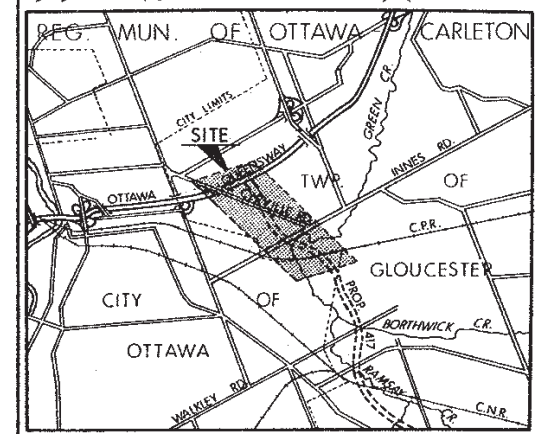 REG. MUN. OF OTTAWA CARLETON
CITY LIMITS
SITE
GREEN CR.
QUEENSWAY
INNES RD.
TWP. OF
OTTAWA
C.P.R.
GLOUCESTER
CITY OF
PROP. 417
BORTHWICK CR.
OTTAWA
RAMSAY CR.
WALKLEY RD.
C.N.R.